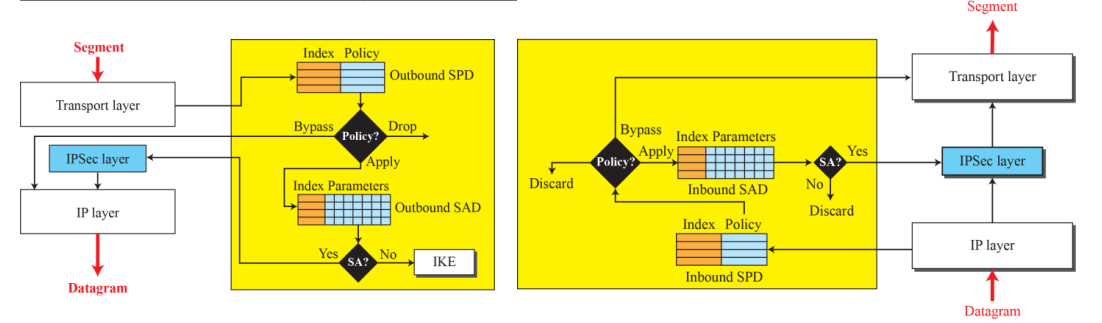 Segment
Transport layer
IPSec layer
IP layer
Datagram
Index Policy
Outbound SPD
Policy?
Bypass
Drop
Apply
Index Parameters
Outbound SAD
Yes
SA?
No
IKE
Segment
Transport layer
Bypass
Policy?
Apply
Discard
Index Parameters
Inbound SAD
SA?
Yes
No
Discard
IPSec layer
Index Policy
Inbound SPD
IP layer
Datagram